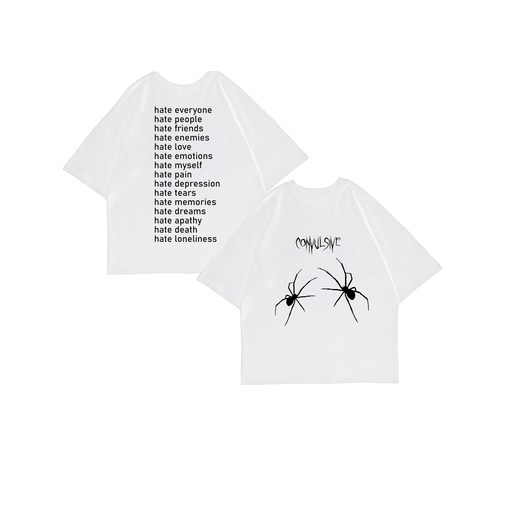 hate everyone
hate people
hate friends
hate enemies
hate love
hate emotions
hate myself
hate pain
hate depression
hate tears
hate memories
hate dreams
hate apathy
hate death
hate loneliness
CONVULSIVE